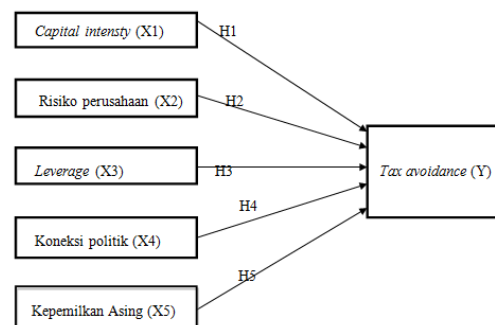 Capital intensty (X1)
H1
Risiko perusahaan (X2)
H2
Leverage (X3)
H3
Tax avoidance (Y)
Koneksi politik (X4)
H4
Kepemilkan Asing (X5)
H5